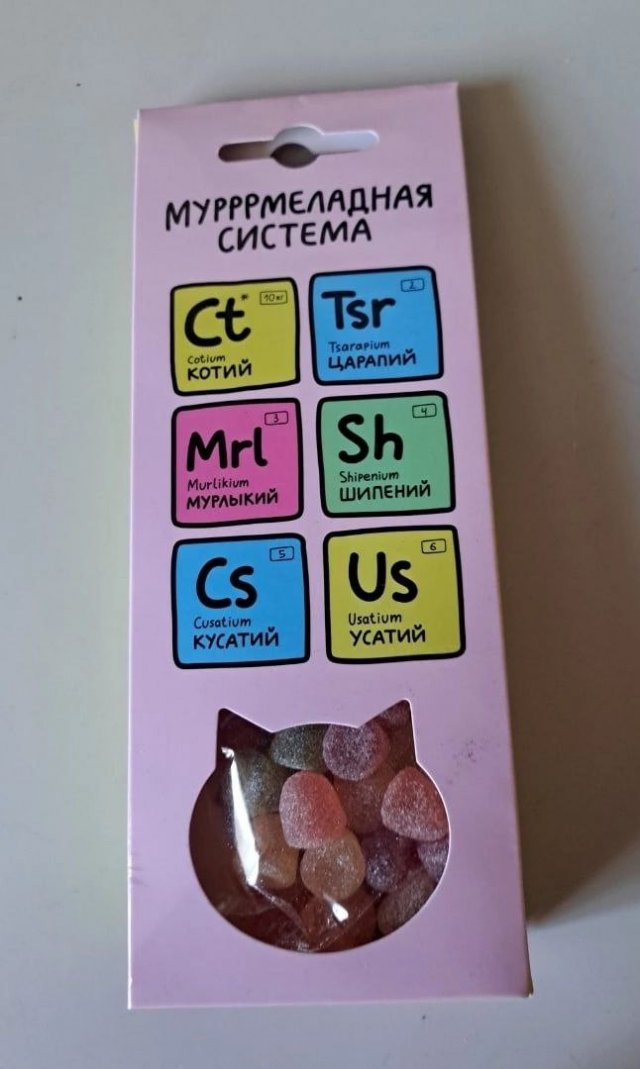 МУРРРМЕЛАДНАЯ
СИСТЕМА
Ct* 10кг
Cotium
КОТИЙ
Tsr 2
Tsarapium
ЦАРАПИЙ
Mrl 3
Murlikium
МУРЛЫКИЙ
Sh 4
Shipenium
ШИПЕНИЙ
Cs 5
Cusatium
КУСАТИЙ
Us 6
Usatium
УСАТИЙ